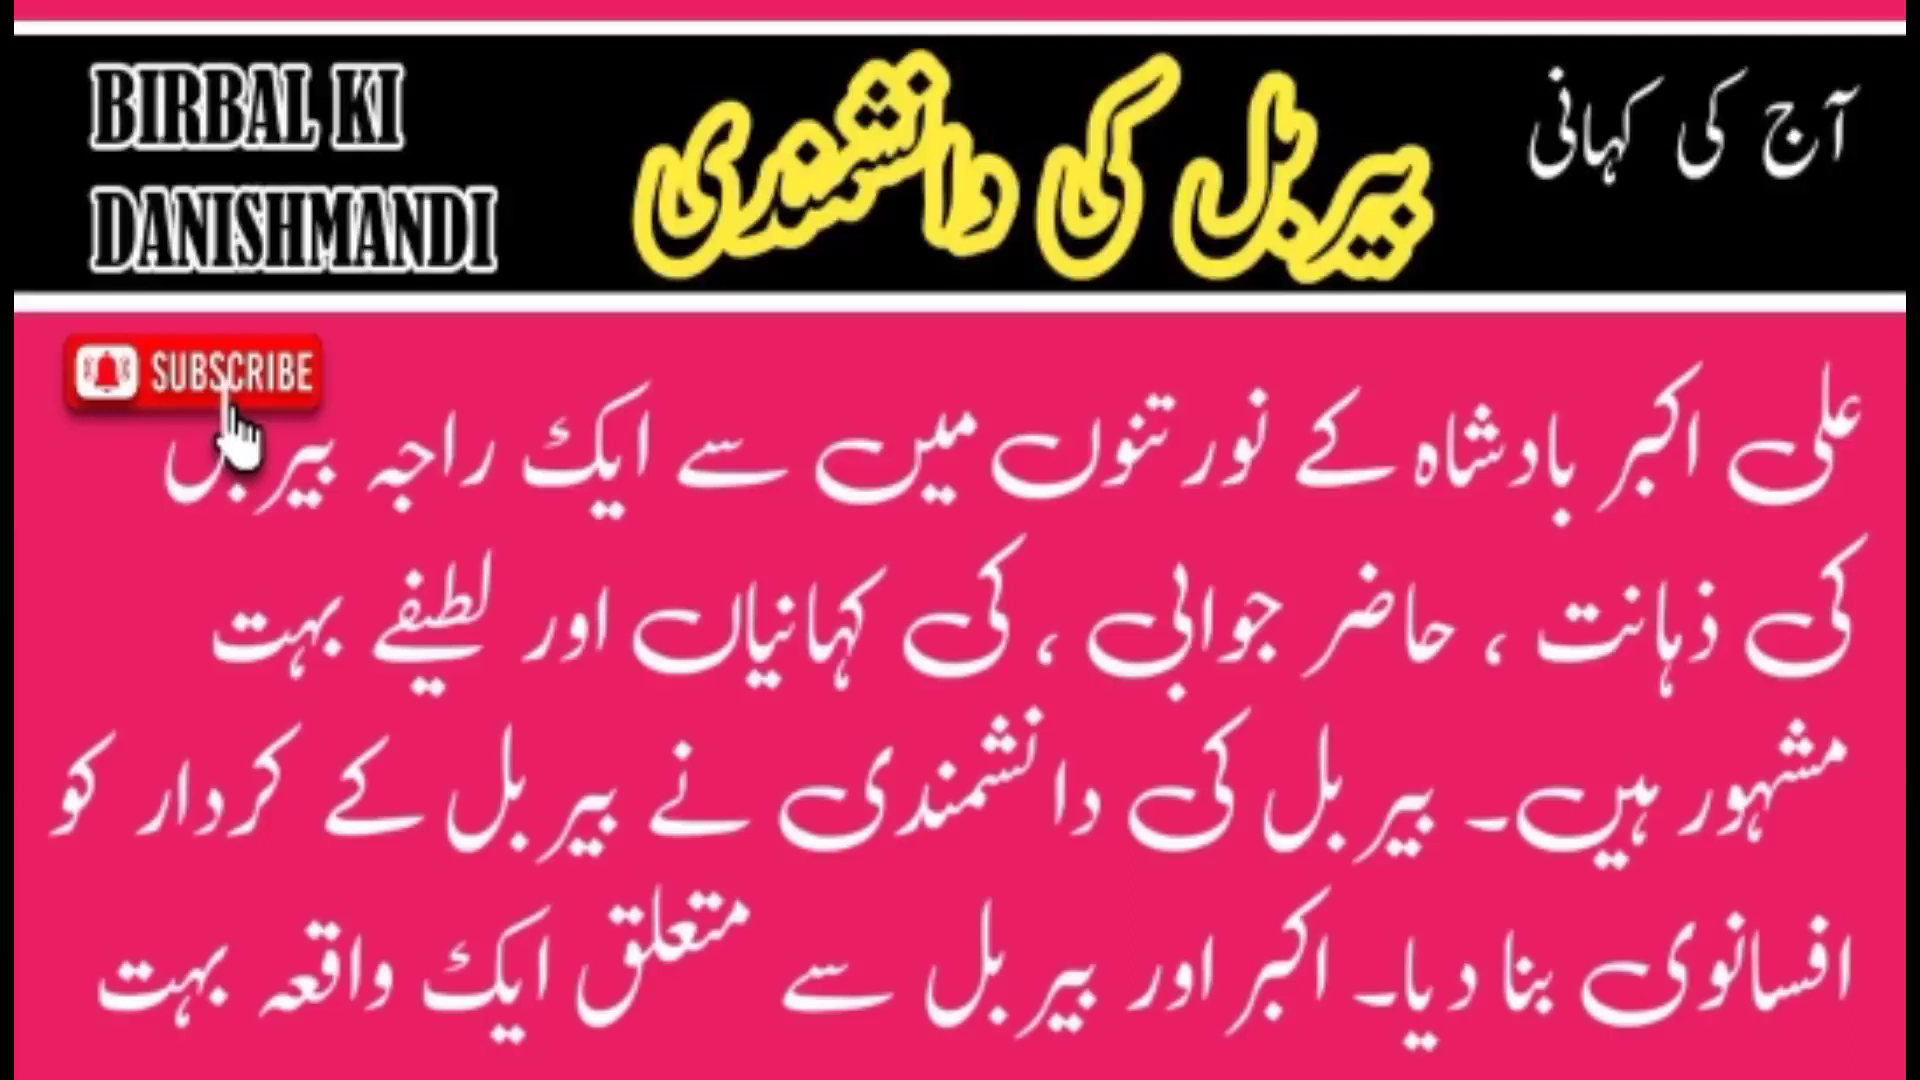 آج کی کہانی
بیربل کی دانشمندی
BIRBAL KI
DANISHMANDI
SUBSCRIBE
علی اکبر بادشاہ کے نور تنوں میں سے ایک راجہ بیربل
کی ذہانت ، حاضر جوابی ، کی کہانیاں اور لطیفے بہت
مشہور ہیں۔ بیربل کی دانشمندی نے بیربل کے کردار کو
افسانوی بنا دیا۔ اکبر اور بیربل سے متعلق ایک واقعہ بہت